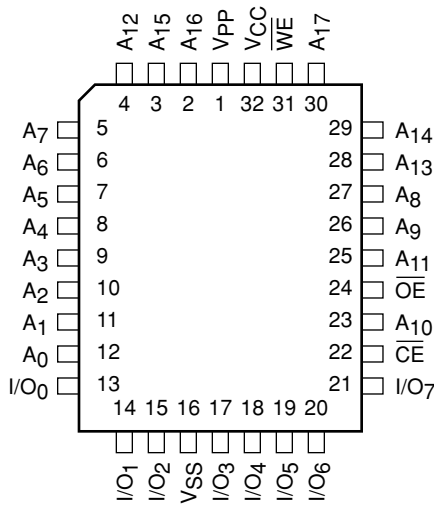 A12 A15 A16 VPP VCC W̅E̅ A17
4 3 2 1 32 31 30
A7 5 29 A14
A6 6 28 A13
A5 7 27 A8
A4 8 26 A9
A3 9 25 A11
A2 10 24 O̅E̅
A1 11 23 A10
A0 12 22 C̅E̅
I/O0 13 21 I/O7
14 15 16 17 18 19 20
I/O1 I/O2 VSS I/O3 I/O4 I/O5 I/O6